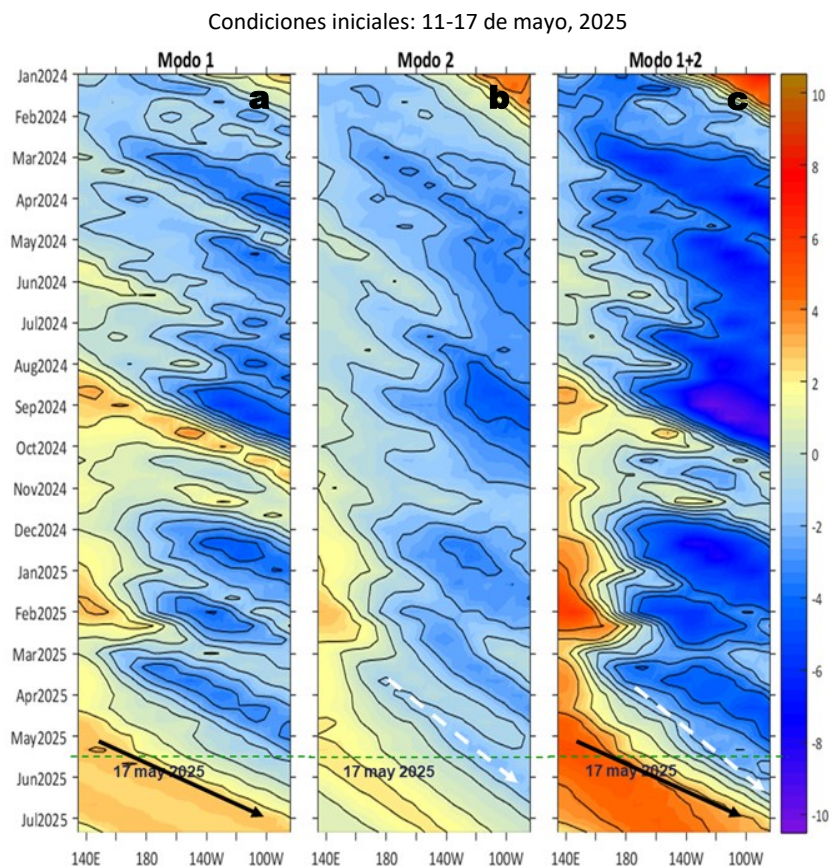 Condiciones iniciales: 11-17 de mayo, 2025
Modo 1
Modo 2
Modo 1+2
a
b
c
Jan2024
Feb2024
Mar2024
Apr2024
May2024
Jun2024
Jul2024
Aug2024
Sep2024
Oct2024
Nov2024
Dec2024
Jan2025
Feb2025
Mar2025
Apr2025
May2025
Jun2025
Jul2025
17 may 2025
17 may 2025
17 may 2025
140E 180 140W 100W
140E 180 140W 100W
140E 180 140W 100W
10
8
6
4
2
0
-2
-4
-6
-8
-10